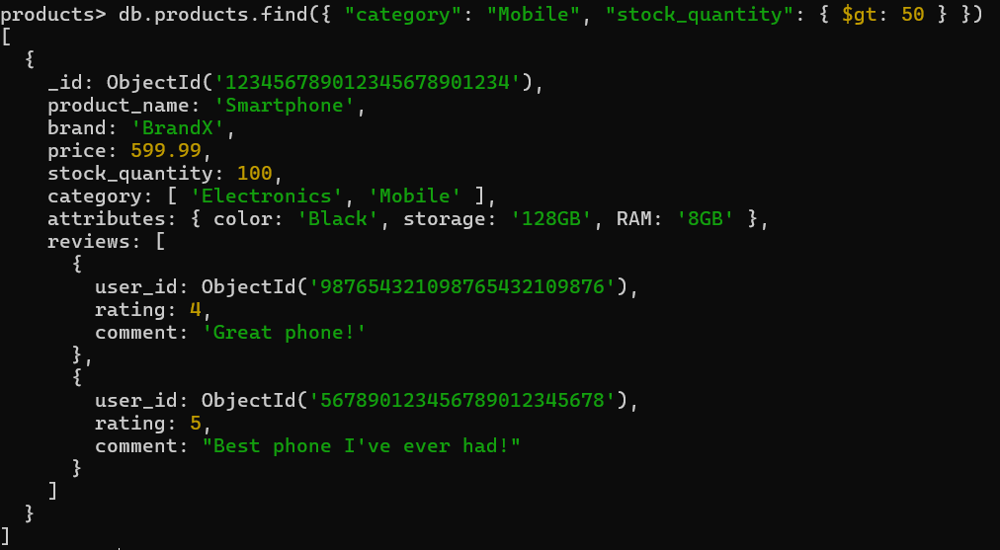 products> db.products.find({ "category": "Mobile", "stock_quantity": { $gt: 50 } })
[
  {
    _id: ObjectId('123456789012345678901234'),
    product_name: 'Smartphone',
    brand: 'BrandX',
    price: 599.99,
    stock_quantity: 100,
    category: [ 'Electronics', 'Mobile' ],
    attributes: { color: 'Black', storage: '128GB', RAM: '8GB' },
    reviews: [
      {
        user_id: ObjectId('987654321098765432109876'),
        rating: 4,
        comment: 'Great phone!'
      },
      {
        user_id: ObjectId('567890123456789012345678'),
        rating: 5,
        comment: "Best phone I've ever had!"
      }
    ]
  }
]